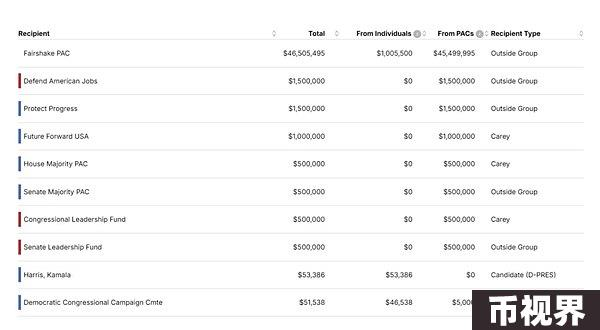 Recipient Total From Individuals From PACs Recipient Type
Fairshake PAC $46,505,495 $1,005,500 $45,499,995 Outside Group
Defend American Jobs $1,500,000 $0 $1,500,000 Outside Group
Protect Progress $1,500,000 $0 $1,500,000 Outside Group
Future Forward USA $1,000,000 $0 $1,000,000 Carey
House Majority PAC $500,000 $0 $500,000 Carey
Senate Majority PAC $500,000 $0 $500,000 Outside Group
Congressional Leadership Fund $500,000 $0 $500,000 Carey
Senate Leadership Fund $500,000 $0 $500,000 Outside Group
Harris, Kamala $53,386 $53,386 $0 Candidate (D-PRES)
Democratic Congressional Campaign Cmte $51,538 $46,538
币视界